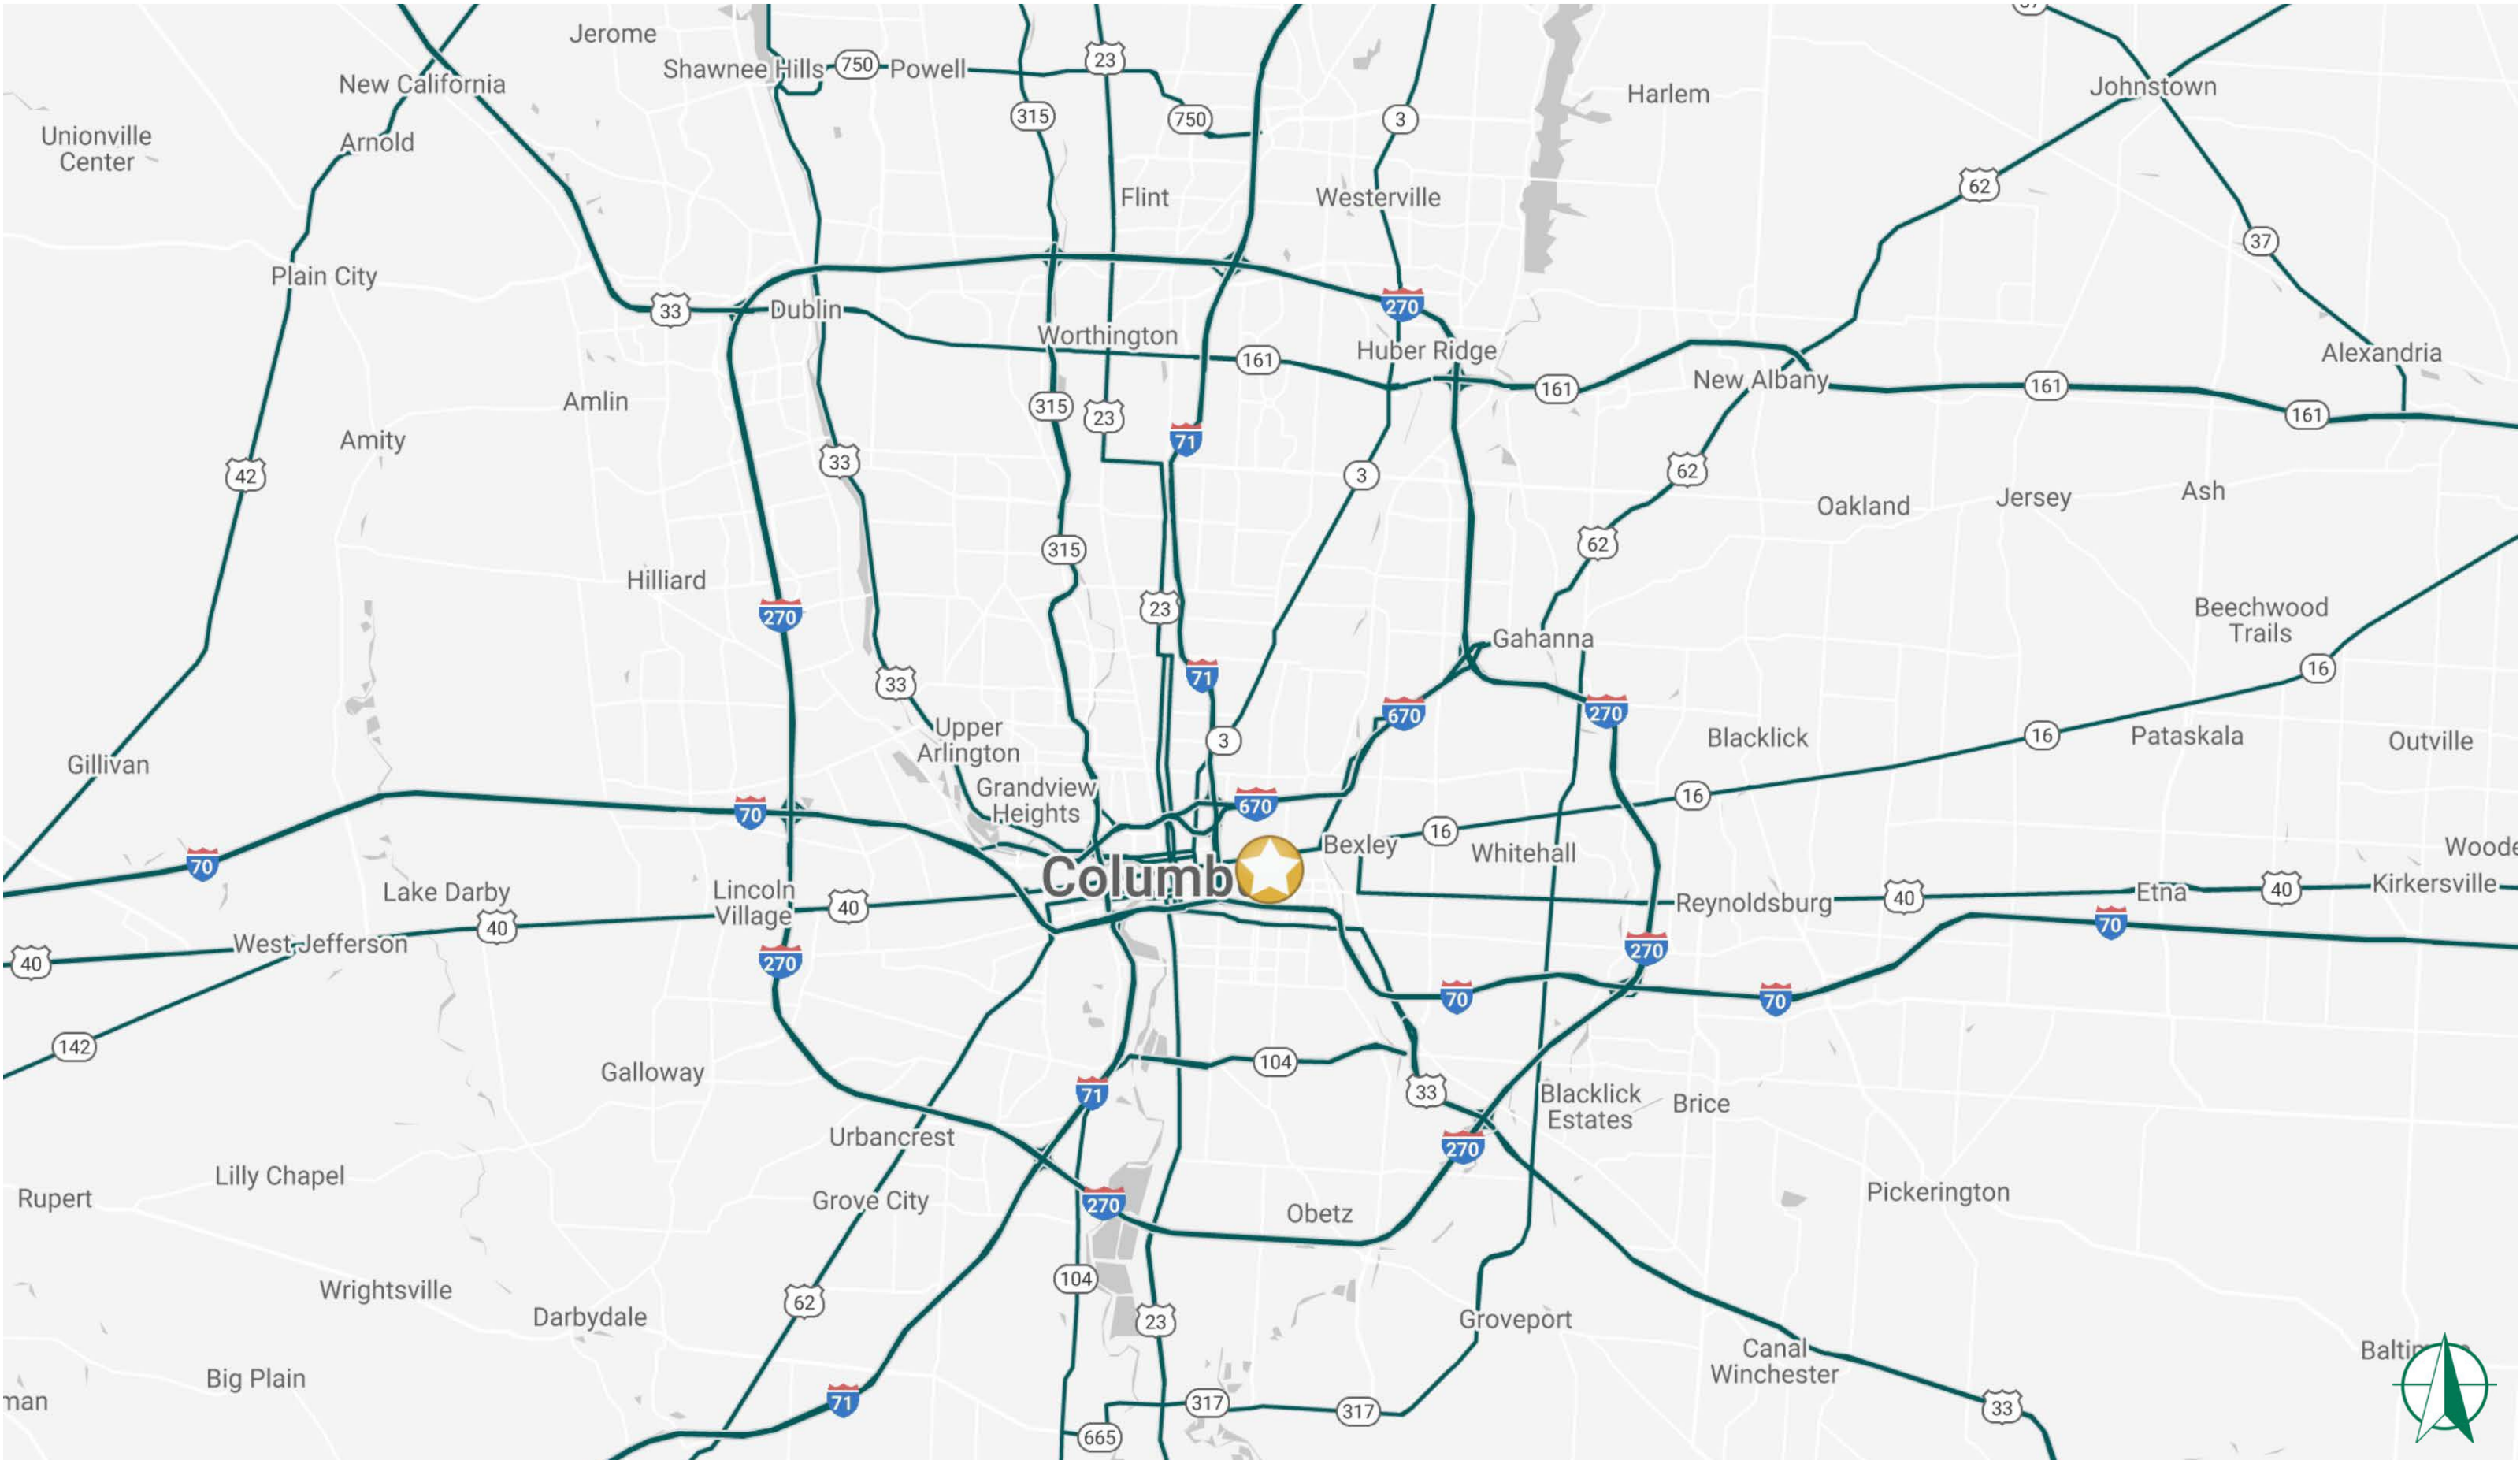 37
Jerome
23
Shawnee Hills
750
Powell
New California
Johnstown
Harlem
315
750
3
Unionville
Center
Arnold
62
Flint
Westerville
37
Plain City
270
33
Dublin
Worthington
Huber Ridge
161
Alexandria
New Albany
161
161
161
Amlin
315
23
Amity
71
33
62
42
3
Oakland
Jersey
Ash
315
62
Hilliard
270
23
Beechwood
Trails
Gahanna
16
71
33
670
270
Upper
Arlington
3
16
Blacklick
Pataskala
Outville
Gillivan
Grandview
Heights
16
670
70
16
Bexley
Whitehall
Woode
70
Columb
Lake Darby
Lincoln
Village
40
Reynoldsburg
40
Etna
40
Kirkersville
40
West Jefferson
70
270
270
40
70
70
142
104
Galloway
71
33
Blacklick
Estates
Brice
Urbancrest
270
Lilly Chapel
Rupert
Grove City
270
Obetz
Pickerington
104
Wrightsville
62
Darbydale
23
Groveport
Canal
Winchester
Baltim
Big Plain
man
71
317
317
33
665